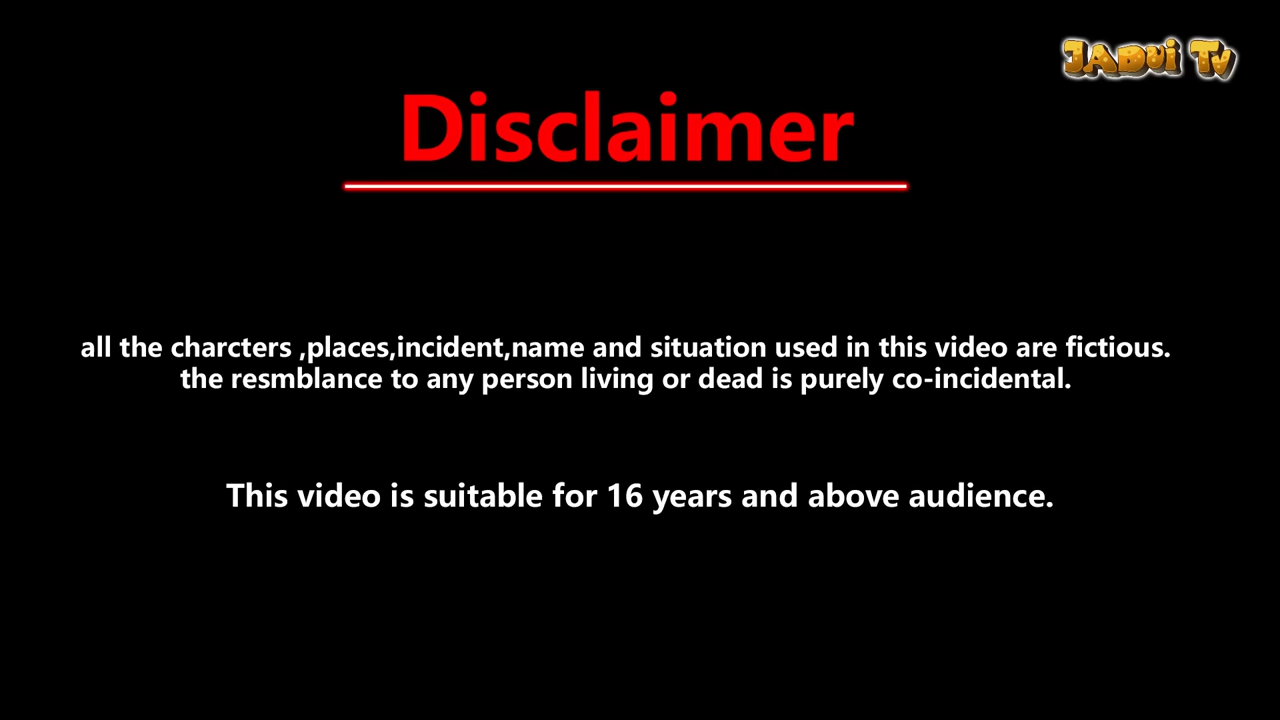 JADUI TV
Disclaimer
all the charcters ,places,incident,name and situation used in this video are fictious.
the resmblance to any person living or dead is purely co-incidental.
This video is suitable for 16 years and above audience.